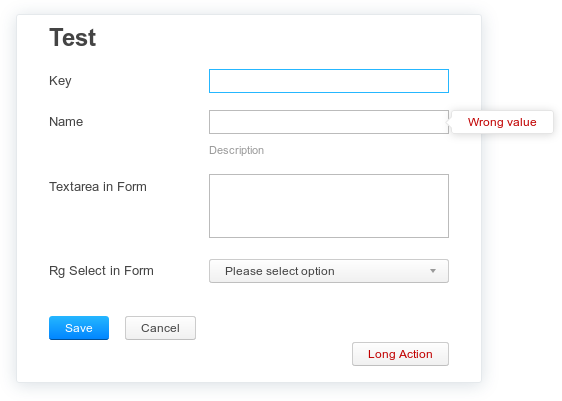 Test
Key
Name
Wrong value
Description
Textarea in Form
Rg Select in Form
Please select option
Save
Cancel
Long Action